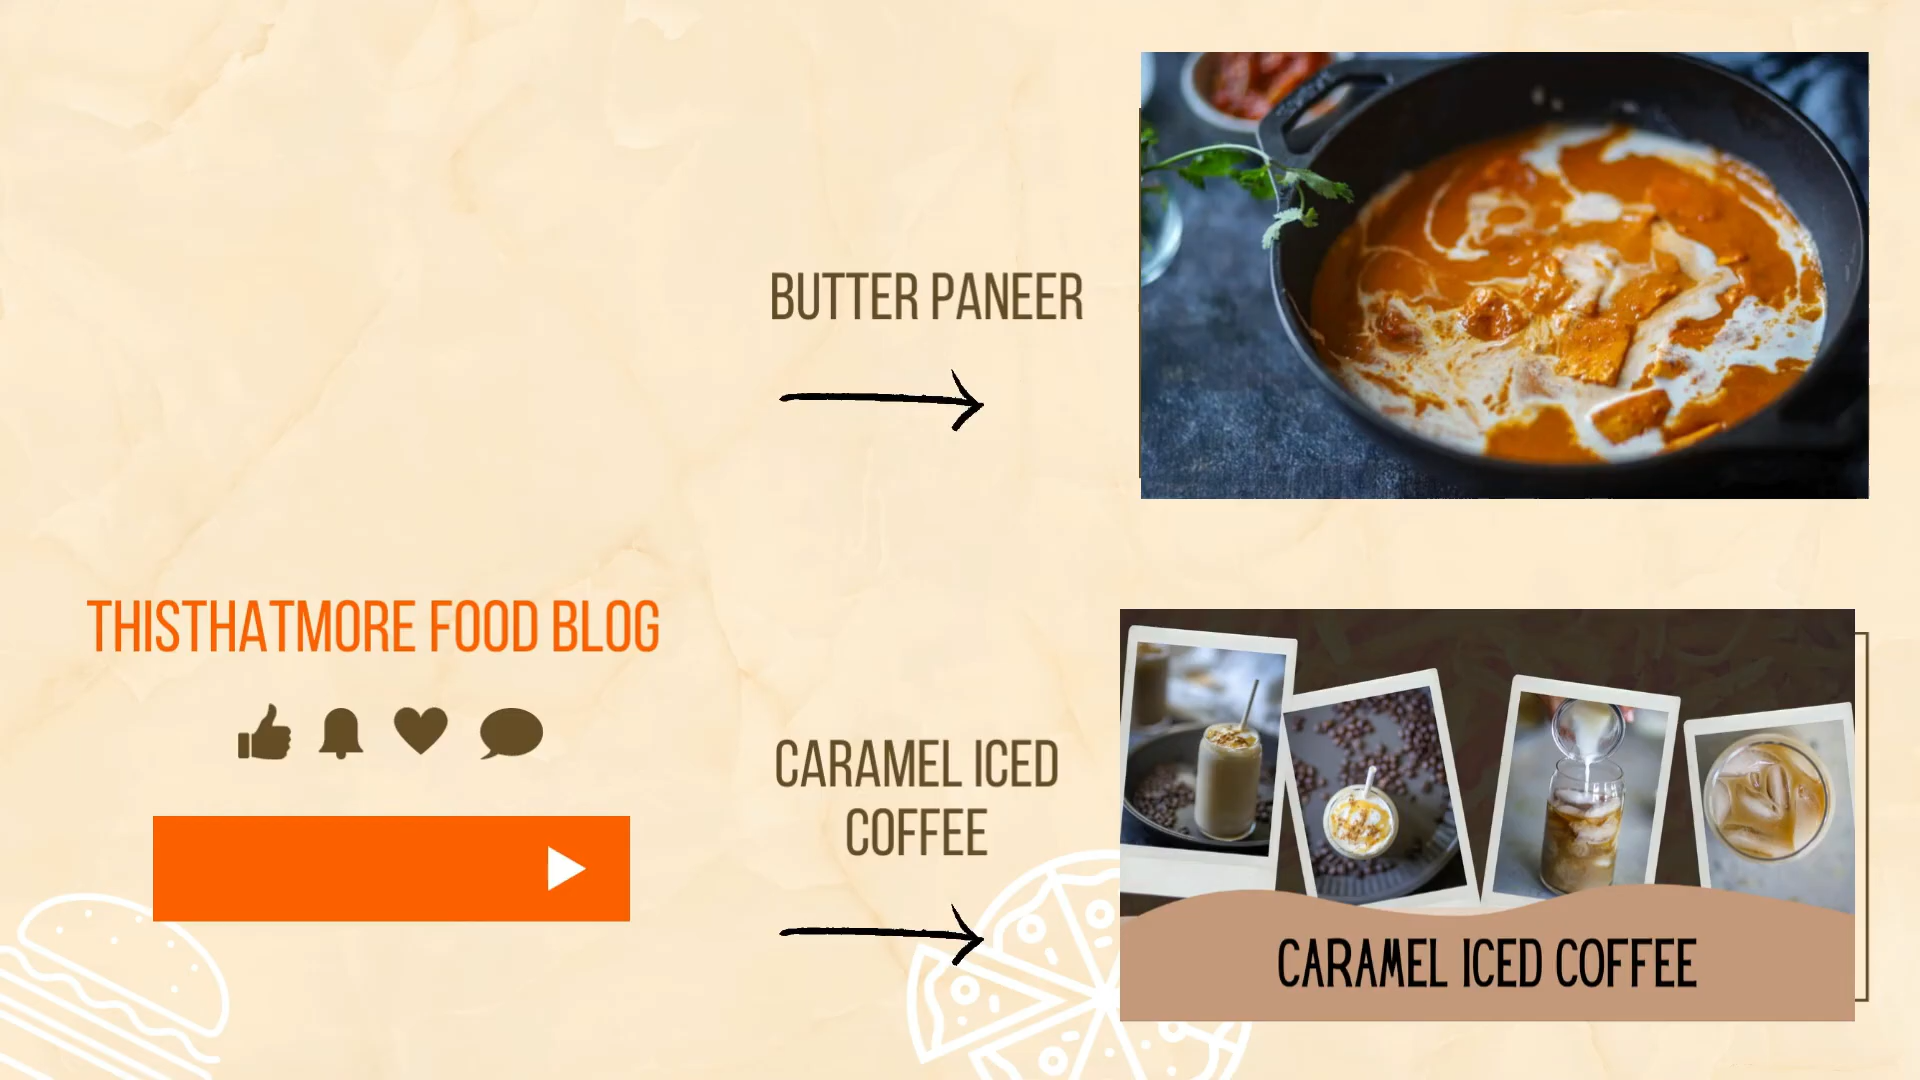 BUTTER PANEER
THISTHATMORE FOOD BLOG
CARAMEL ICED
COFFEE
CARAMEL ICED COFFEE